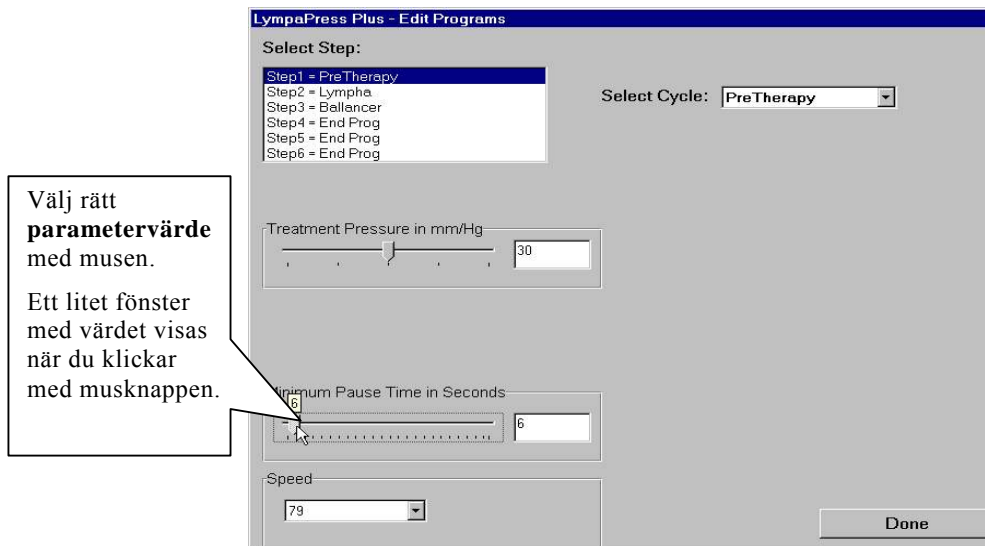 LympaPress Plus - Edit Programs
Select Step:
Step1 = PreTherapy
Step2 = Lympha
Step3 = Ballancer
Step4 = End Prog
Step5 = End Prog
Step6 = End Prog
Select Cycle: PreTherapy
Välj rätt
parametervärde
med musen.
Ett litet fönster
med värdet visas
när du klickar
med musknappen.
Treatment Pressure in mm/Hg
30
Minimum Pause Time in Seconds
6
6
Speed
79
Done